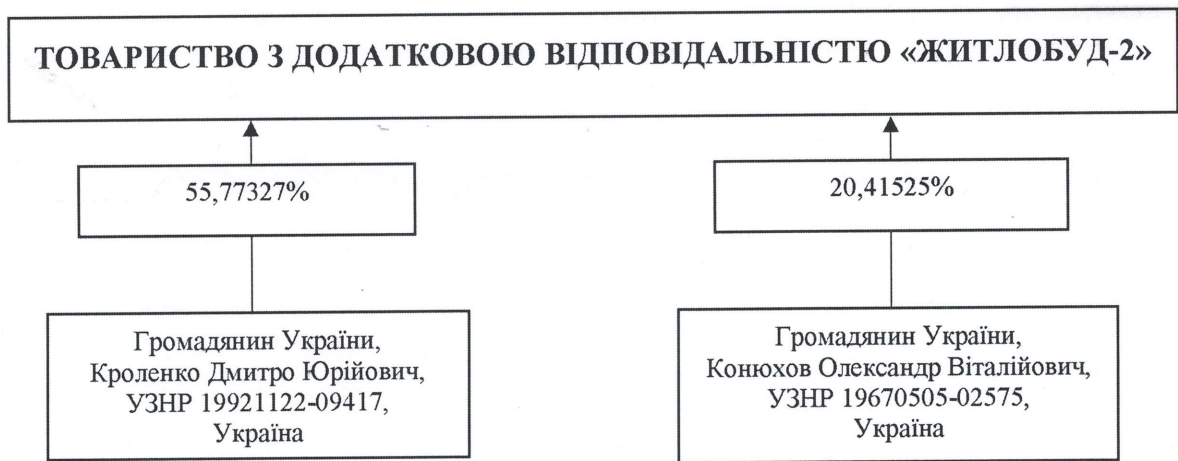 ТОВАРИСТВО З ДОДАТКОВОЮ ВІДПОВІДАЛЬНІСТЮ «ЖИТЛОБУД-2»
55,77327%
20,41525%
Громадянин України,
Кроленко Дмитро Юрійович,
УЗНР 19921122-09417,
Україна
Громадянин України,
Конюхов Олександр Віталійович,
УЗНР 19670505-02575,
Україна